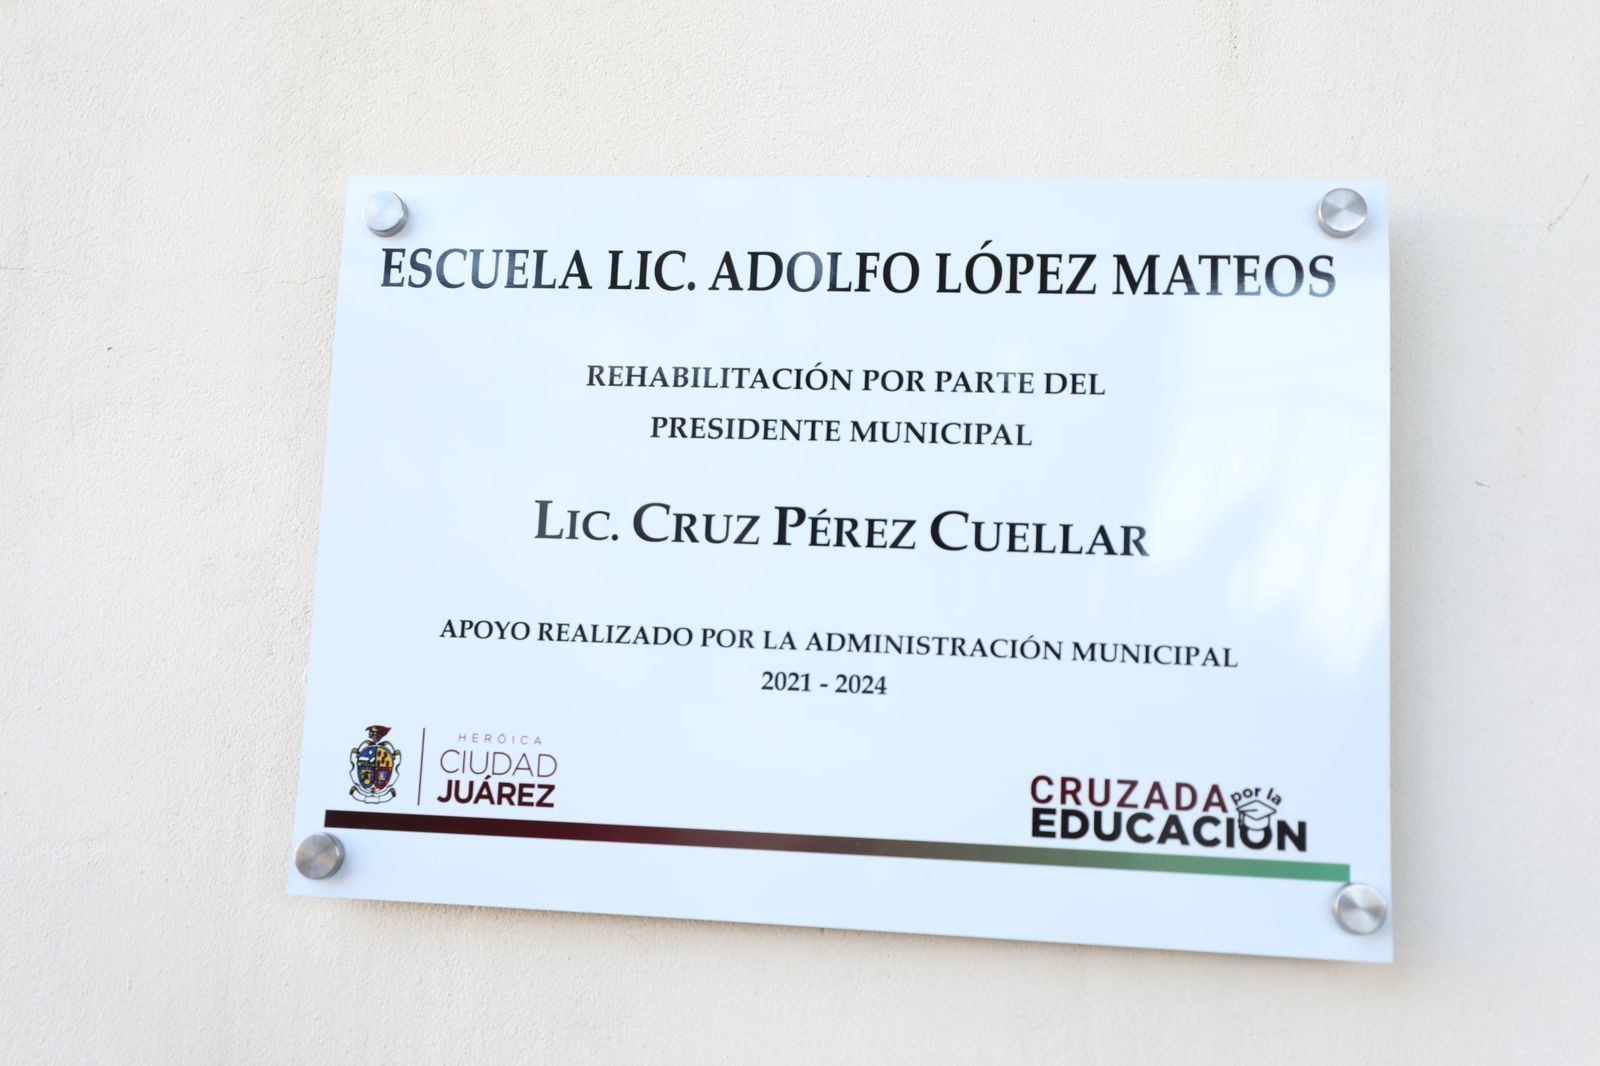 ESCUELA LIC. ADOLFO LÓPEZ MATEOS
REHABILITACIÓN POR PARTE DEL
PRESIDENTE MUNICIPAL
LIC. CRUZ PÉREZ CUELLAR
APOYO REALIZADO POR LA ADMINISTRACIÓN MUNICIPAL
2021 - 2024
HERÓICA
CIUDAD
JUÁREZ
CRUZADA por la
EDUCACIÓN